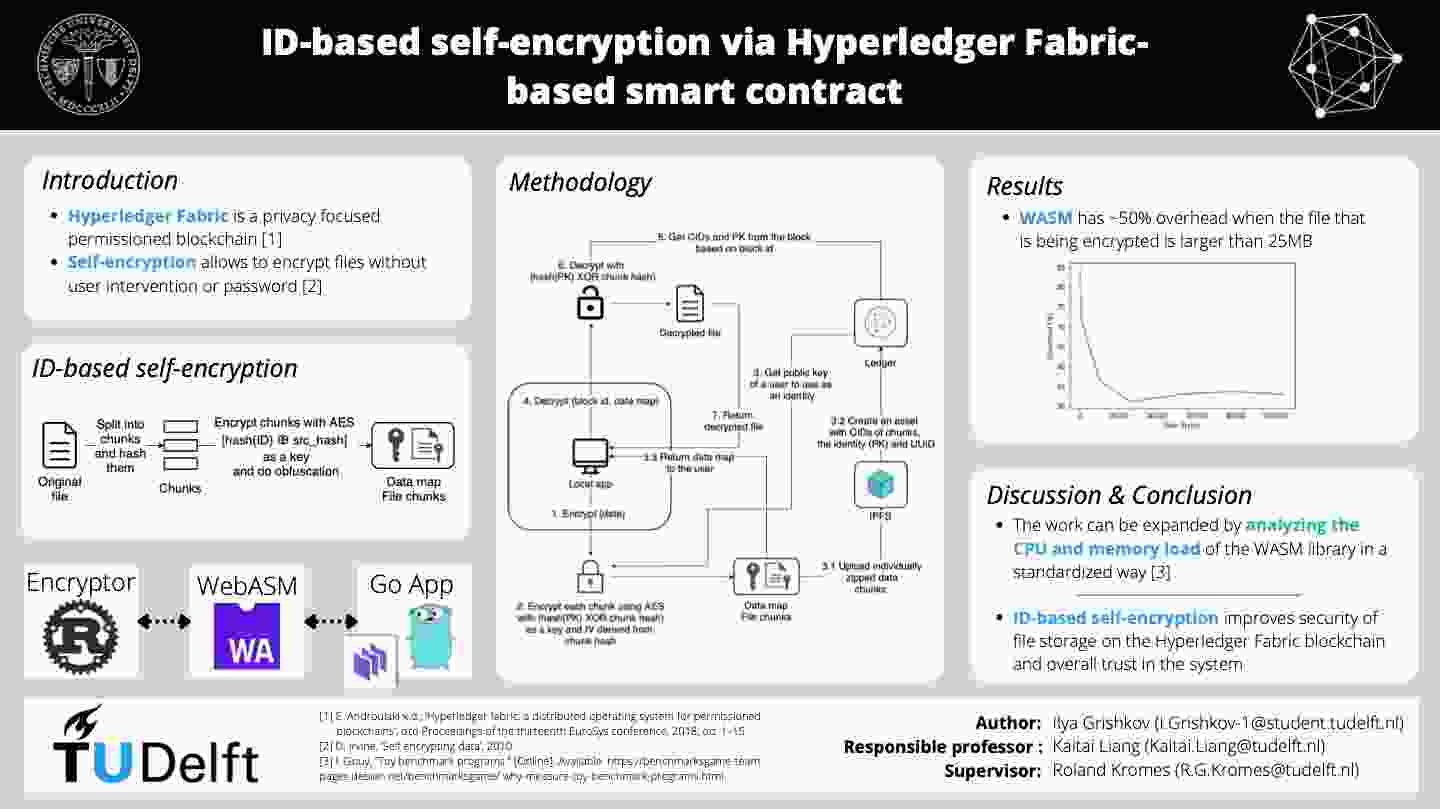 ID-based self-encryption via Hyperledger Fabric-
based smart contract
Introduction
• Hyperledger Fabric is a privacy focused
permissioned blockchain [1]
• Self-encryption allows to encrypt files without
user intervention or password [2]
ID-based self-encryption
Original
file
Split into
chunks
and hash
them
Chunks
Encrypt chunks with AES
[hash(ID) ⊕ src_hash]
as a key
and do obfuscation
Data map
File chunks
Encryptor
WebASM
Go App
R
WA
Methodology
5. Get CIDs and PK from the block
based on block id
6. Decrypt with
(hash(PK) XOR chunk hash)
Decrypted file
Ledger
3. Get public key
of a user to use as
an identity
4. Decrypt (block id, data map)
7. Return
decrypted file
3.2 Create an asset
with CIDs of chunks,
the identity (PK) and UUID
3.3 Return data map
to the user
Local app
IPFS
1. Encrypt (data)
3.1 Upload individually
zipped data
chunks
2. Encrypt each chunk using AES
with (hash(PK) XOR chunk hash)
as a key and IV derived from
chunk hash
Data map
File chunks
Results
• WASM has ~50% overhead when the file that
is being encrypted is larger than 25MB
Discussion & Conclusion
• The work can be expanded by analyzing the
CPU and memory load of the WASM library in a
standardized way [3]
• ID-based self-encryption improves security of
file storage on the Hyperledger Fabric blockchain
and overall trust in the system
TU Delft
[1] E. Androulaki e.a., 'Hyperledger fabric: a distributed operating system for permissioned
blockchains', Proceedings of the thirteenth EuroSys conference, 2018, 1–15
[2] D. Irvine, 'Self encrypting data', 2010
[3] I. Gouy, "Toy benchmark programs." [Online]. Available: https://benchmarksgame-team.
Author: Ilya Grishkov (I.Grishkov-1@student.tudelft.nl)
Responsible professor : Kaitai Liang (Kaitai.Liang@tudelft.nl)
Supervisor: Roland Kromes (R.G.Kromes@tudelft.nl)